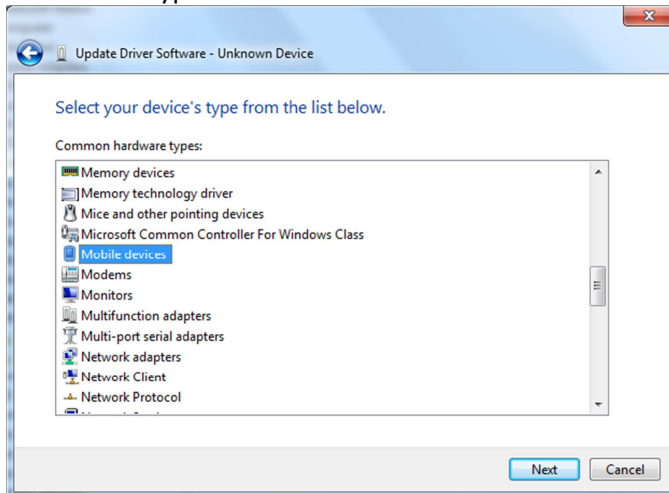 Update Driver Software - Unknown Device
Select your device's type from the list below.
Common hardware types:
Memory devices
Memory technology driver
Mice and other pointing devices
Microsoft Common Controller For Windows Class
Mobile devices
Modems
Monitors
Multifunction adapters
Multi-port serial adapters
Network adapters
Network Client
Network Protocol
Next Cancel